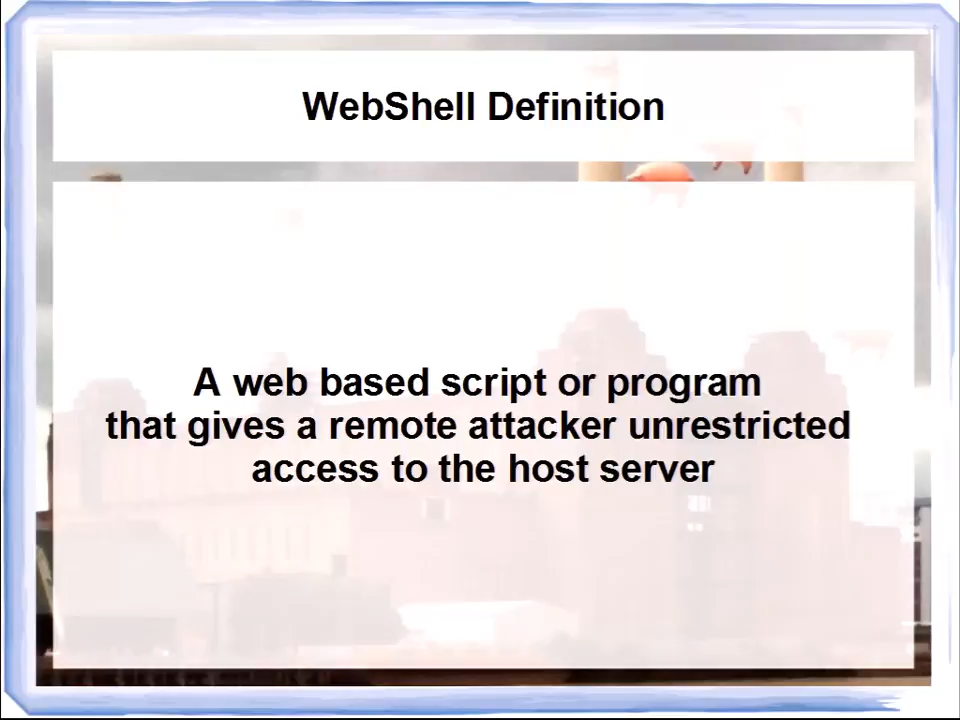 WebShell Definition
A web based script or program
that gives a remote attacker unrestricted
access to the host server